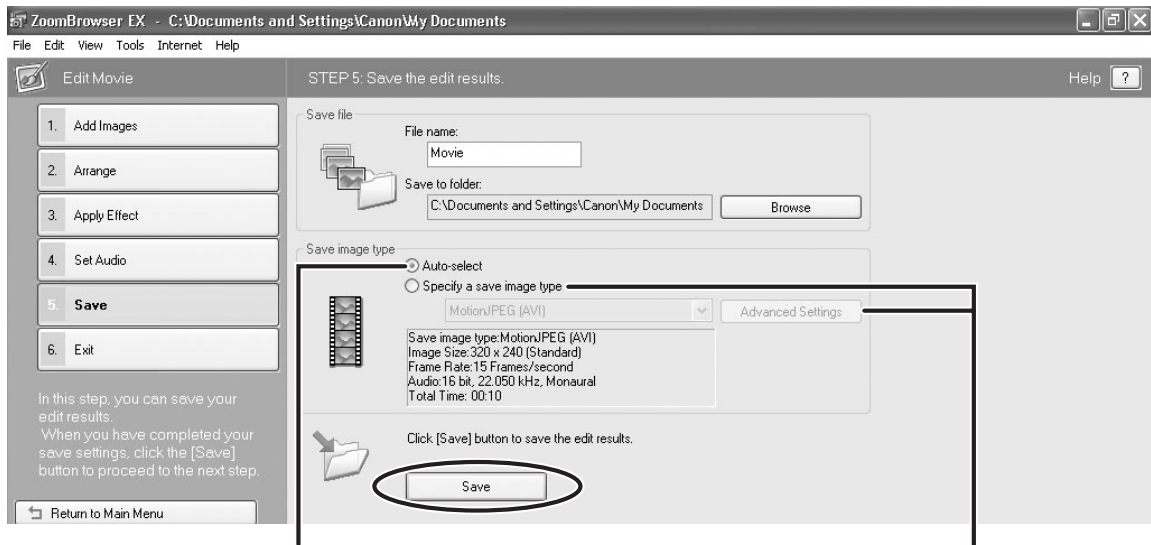 ZoomBrowser EX - C:\Documents and Settings\Canon\My Documents
File Edit View Tools Internet Help
Edit Movie
STEP 5: Save the edit results.
Help ?
1. Add Images
2. Arrange
3. Apply Effect
4. Set Audio
5. Save
6. Exit
In this step, you can save your
edit results.
When you have completed your
save settings, click the [Save]
button to proceed to the next step.
Return to Main Menu
Save file
File name:
Movie
Save to folder:
C:\Documents and Settings\Canon\My Documents
Browse
Save image type
Auto-select
Specify a save image type
MotionJPEG (AVI)
Advanced Settings
Save image type:MotionJPEG (AVI)
Image Size:320 x 240 (Standard)
Frame Rate:15 Frames/second
Audio:16 bit, 22.050 kHz, Monaural
Total Time: 00:10
Click [Save] button to save the edit results.
Save